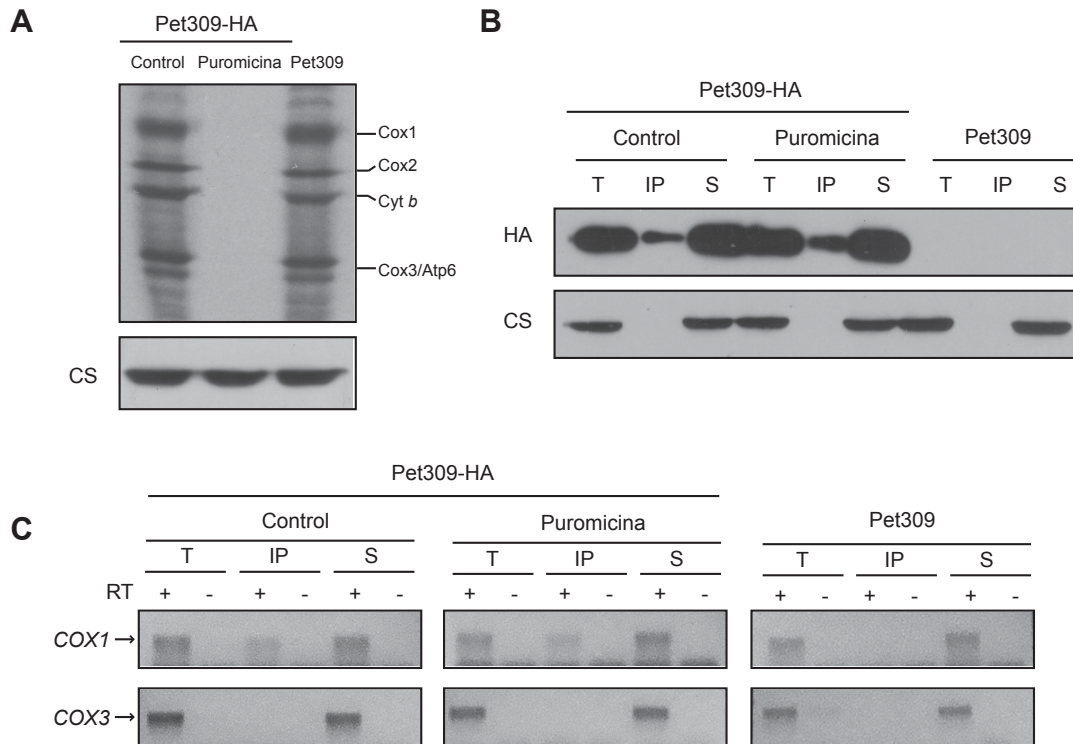 A
Pet309-HA
Control Puromicina Pet309
Cox1
Cox2
Cyt b
Cox3/Atp6
CS
B
Pet309-HA
Control Puromicina Pet309
T IP S T IP S T IP S
HA
CS
C
Pet309-HA
Control Puromicina Pet309
T IP S T IP S T IP S
RT + - + - + - + - + - + - + - + - + -
COX1→
COX3→